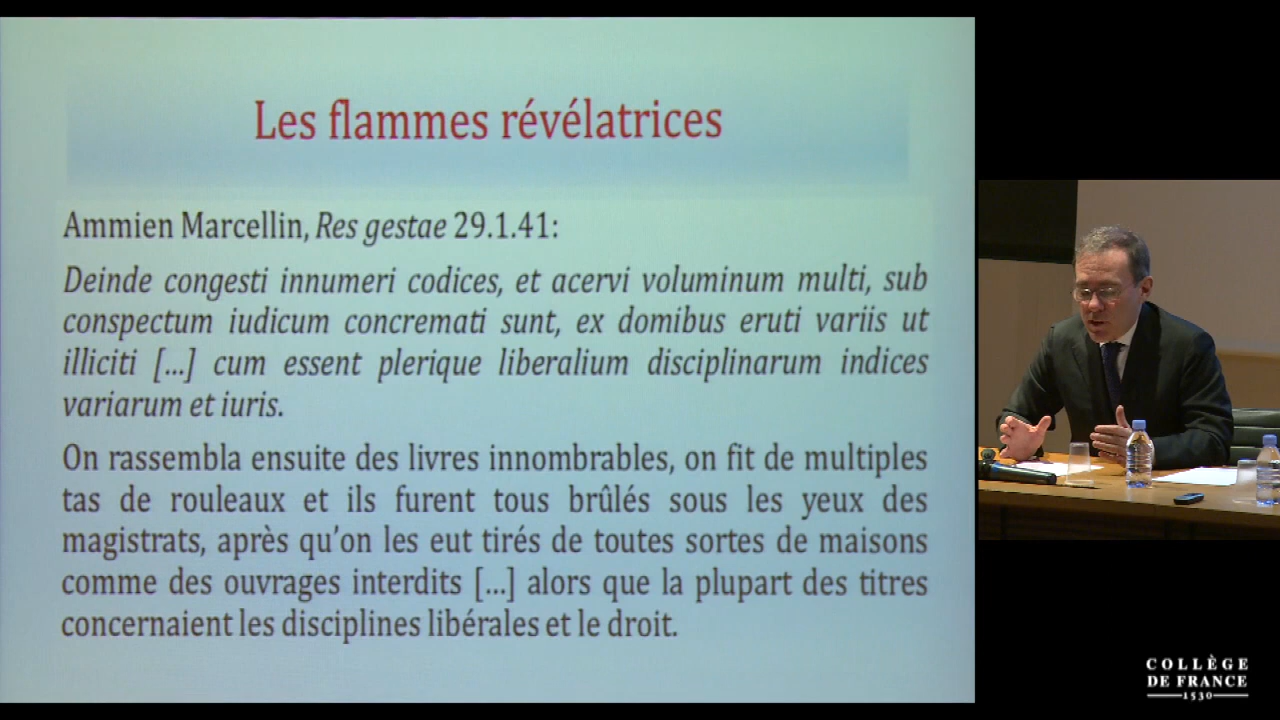 Les flammes révélatrices
Ammien Marcellin, Res gestae 29.1.41:
Deinde congesti innumeri codices, et acervi voluminum multi, sub
conspectum iudicum concremati sunt, ex domibus eruti variis ut
illiciti [...] cum essent plerique liberalium disciplinarum indices
variarum et iuris.
On rassembla ensuite des livres innombrables, on fit de multiples
tas de rouleaux et ils furent tous brûlés sous les yeux des
magistrats, après qu'on les eut tirés de toutes sortes de maisons
comme des ouvrages interdits [...] alors que la plupart des titres
concernaient les disciplines libérales et le droit.
COLLÈGE
DE FRANCE
1530